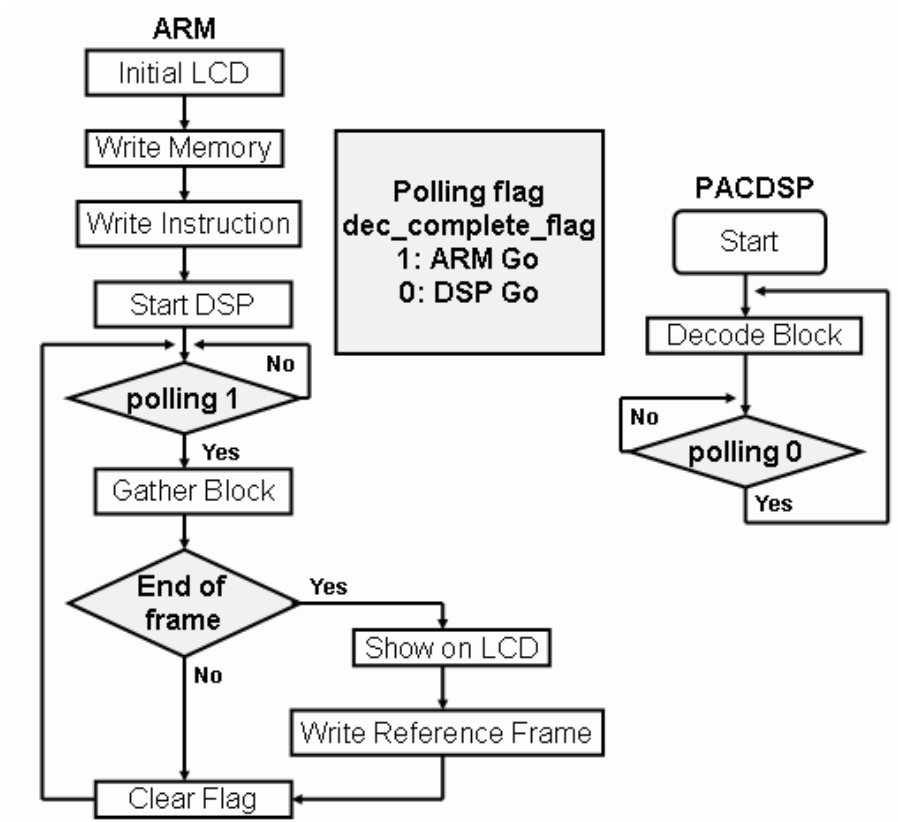 ARM
Initial LCD
Write Memory
Write Instruction
Start DSP
No
polling 1
Yes
Gather Block
End of
frame
Yes
No
Show on LCD
Write Reference Frame
Clear Flag
Polling flag
dec_complete_flag
1: ARM Go
0: DSP Go
PACDSP
Start
Decode Block
No
polling 0
Yes